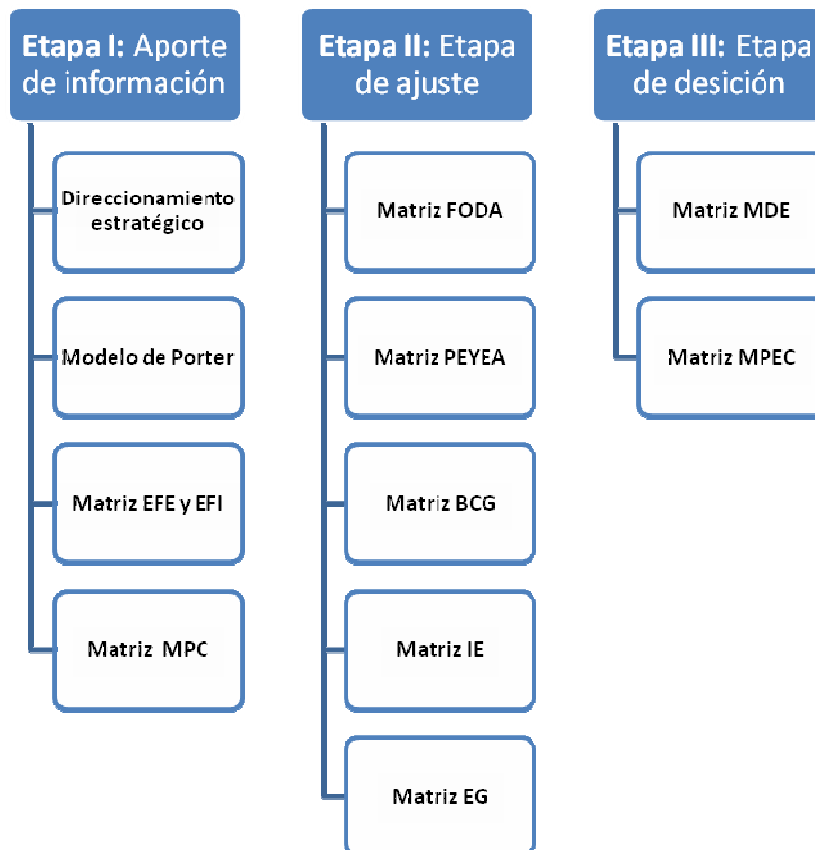 Etapa I: Aporte
de información
Direccionamiento
estratégico
Modelo de Porter
Matriz EFE y EFI
Matriz MPC
Etapa II: Etapa
de ajuste
Matriz FODA
Matriz PEYEA
Matriz BCG
Matriz IE
Matriz EG
Etapa III: Etapa
de desición
Matriz MDE
Matriz MPEC